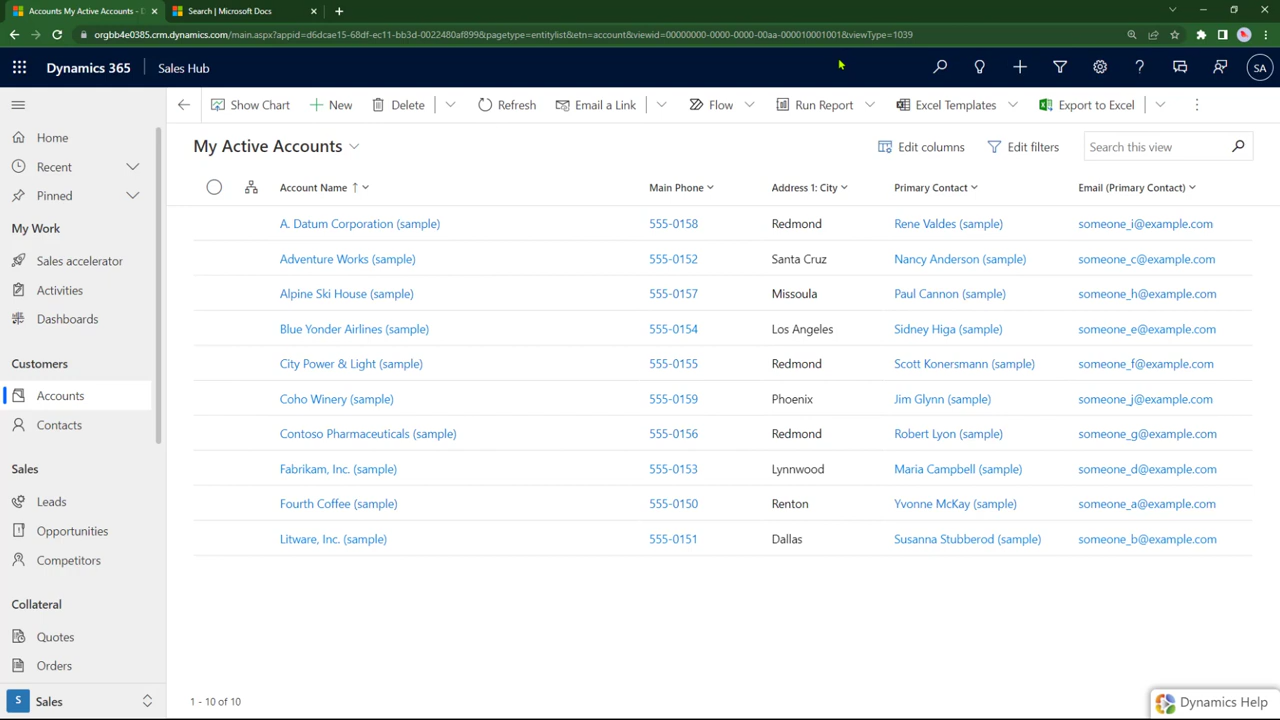 Accounts My Active Accounts - D
Search | Microsoft Docs
orgbb4e0385.crm.dynamics.com/main.aspx?appid=d6dcae15-68df-ec11-bb3d-0022480af899&pagetype=entitylist&etn=account&viewid=00000000-0000-0000-00aa-000010001001&viewType=1039
Dynamics 365 Sales Hub SA
Show Chart New Delete Refresh Email a Link Flow Run Report Excel Templates Export to Excel
My Active Accounts Edit columns Edit filters Search this view
Account Name Main Phone Address 1: City Primary Contact Email (Primary Contact)
A. Datum Corporation (sample) 555-0158 Redmond Rene Valdes (sample) someone_i@example.com
Adventure Works (sample) 555-0152 Santa Cruz Nancy Anderson (sample) someone_c@example.com
Alpine Ski House (sample) 555-0157 Missoula Paul Cannon (sample) someone_h@example.com
Blue Yonder Airlines (sample) 555-0154 Los Angeles Sidney Higa (sample) someone_e@example.com
City Power & Light (sample) 555-0155 Redmond Scott Konersmann (sample) someone_f@example.com
Coho Winery (sample) 555-0159 Phoenix Jim Glynn (sample) someone_j@example.com
Contoso Pharmaceuticals (sample) 555-0156 Redmond Robert Lyon (sample) someone_g@example.com
Fabrikam, Inc. (sample) 555-0153 Lynnwood Maria Campbell (sample) someone_d@example.com
Fourth Coffee (sample) 555-0150 Renton Yvonne McKay (sample) someone_a@example.com
Litware, Inc. (sample) 555-0151 Dallas Susanna Stubberod (sample) someone_b@example.com
1 - 10 of 10
Home
Recent
Pinned
My Work
Sales accelerator
Activities
Dashboards
Customers
Accounts
Contacts
Sales
Leads
Opportunities
Competitors
Collateral
Quotes
Orders
S Sales
Dynamics Help